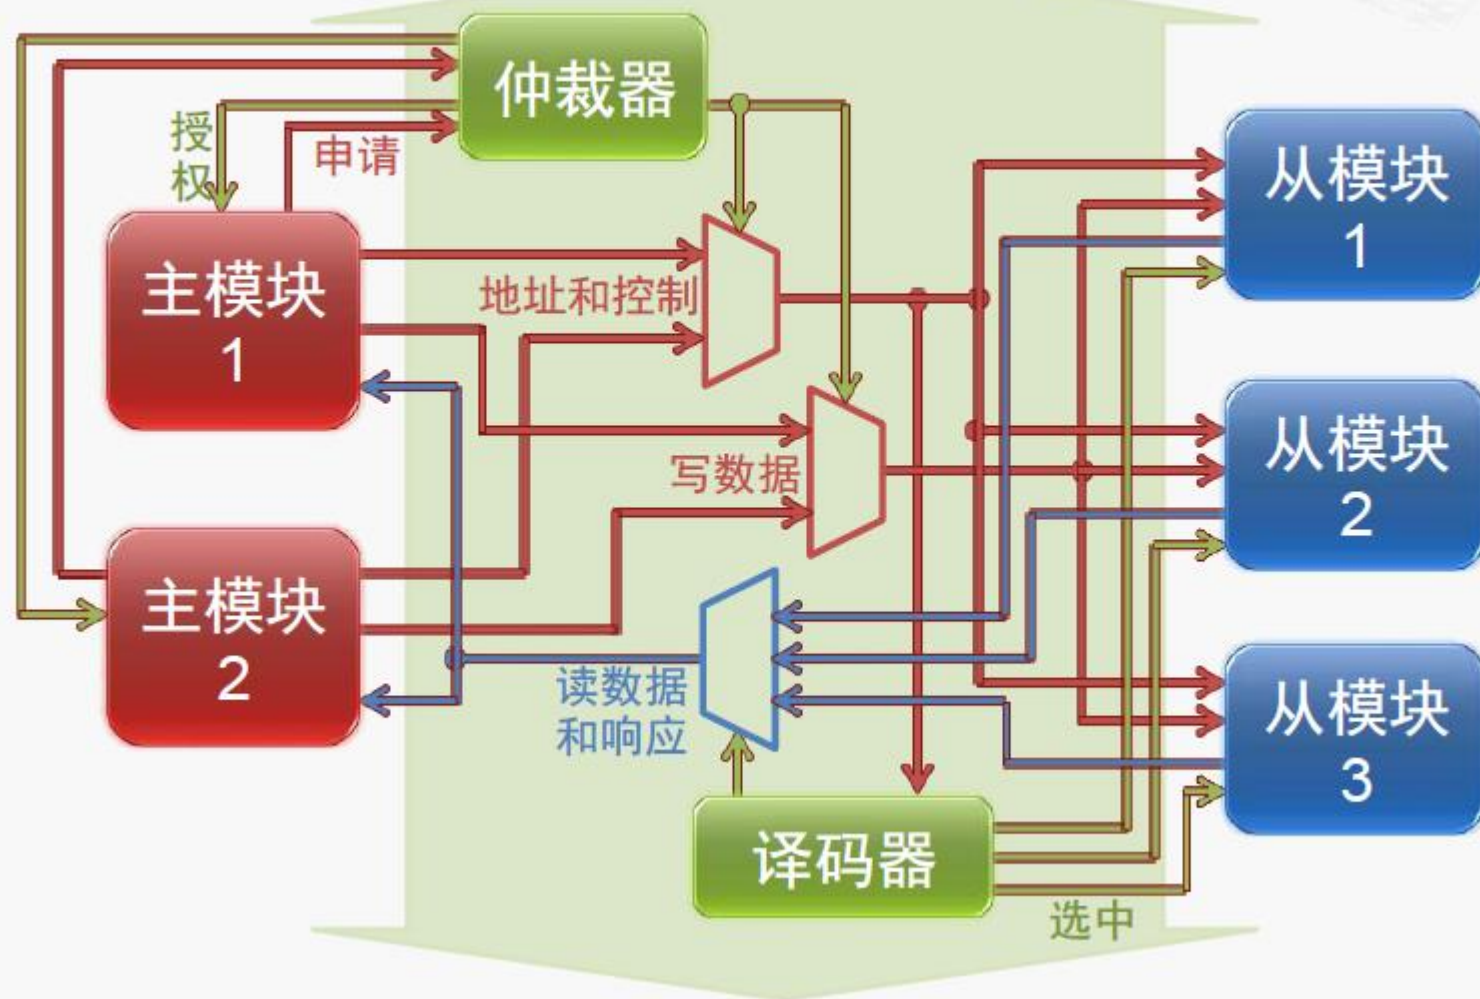 仲裁器
授
权
申请
主模块
1
地址和控制
从模块
1
写数据
从模块
2
主模块
2
读数据
和响应
从模块
3
译码器
选中